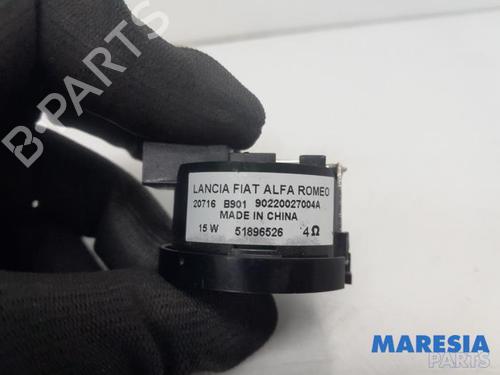 B-PARTS
LANCIA FIAT ALFA ROMEO
20716 B901 90220027004A
MADE IN CHINA
15 W 51896526 4Ω
MARESIA
PARTS